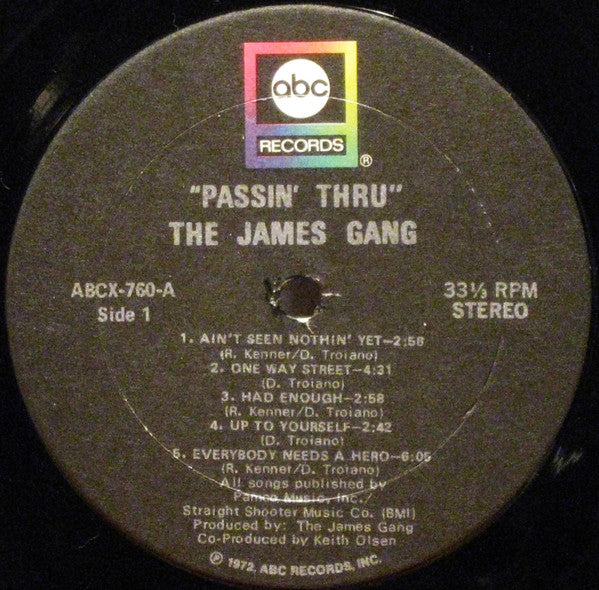 abc
RECORDS
®
"PASSIN' THRU"
THE JAMES GANG
ABCX-760-A
Side 1
33⅓ RPM
STEREO
1. AIN'T SEEN NOTHIN' YET—2:58
(R. Kenner/D. Troiano)
2. ONE WAY STREET—4:31
(D. Troiano)
3. HAD ENOUGH—2:58
(R. Kenner/D. Troiano)
4. UP TO YOURSELF—2:42
(D. Troiano)
5. EVERYBODY NEEDS A HERO—6:05
(R. Kenner/D. Troiano)
All songs published by
Pamco Music, Inc./
Straight Shooter Music Co. (BMI)
Produced by: The James Gang
Co-Produced by Keith Olsen
℗ 1972, ABC RECORDS, INC.